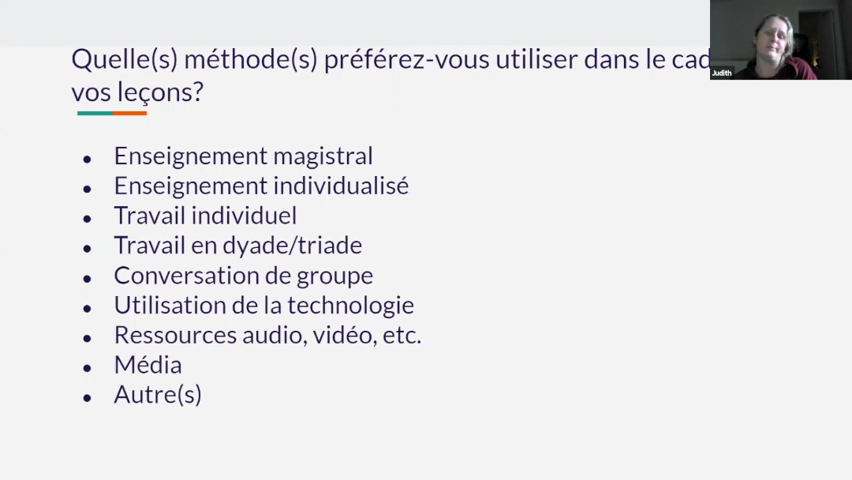 Quelle(s) méthode(s) préférez-vous utiliser dans le cad
vos leçons?
Judith
● Enseignement magistral
● Enseignement individualisé
● Travail individuel
● Travail en dyade/triade
● Conversation de groupe
● Utilisation de la technologie
● Ressources audio, vidéo, etc.
● Média
● Autre(s)